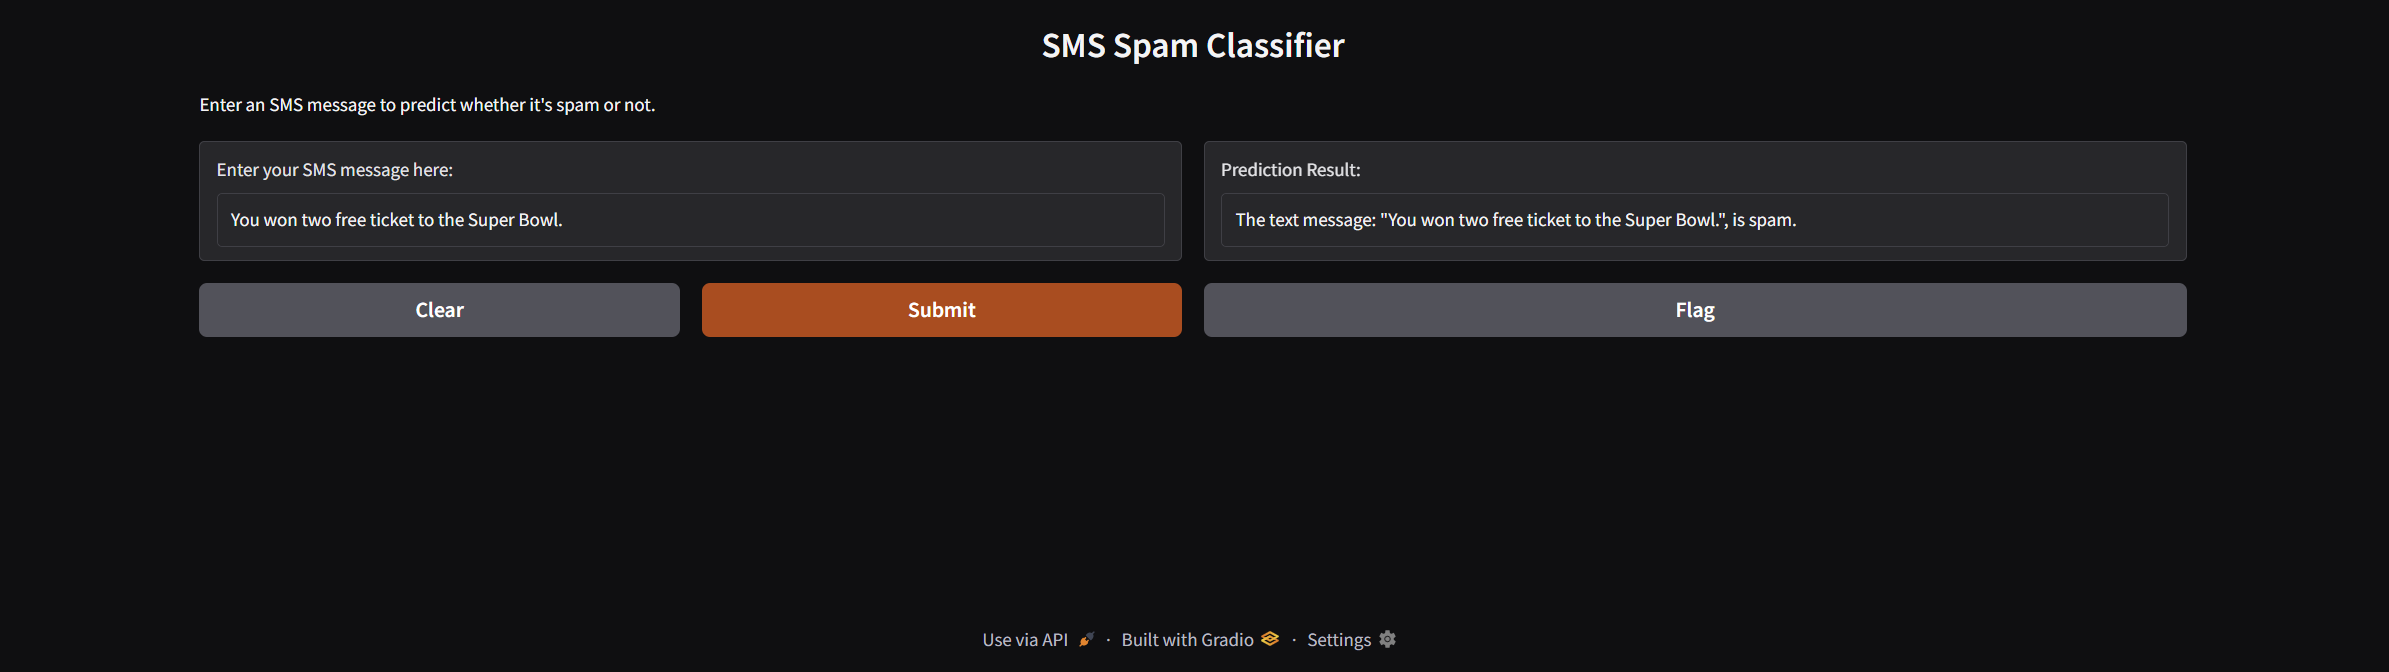 SMS Spam Classifier
Enter an SMS message to predict whether it's spam or not.
Enter your SMS message here:
You won two free ticket to the Super Bowl.
Prediction Result:
The text message: "You won two free ticket to the Super Bowl.", is spam.
Clear
Submit
Flag
Use via API · Built with Gradio · Settings